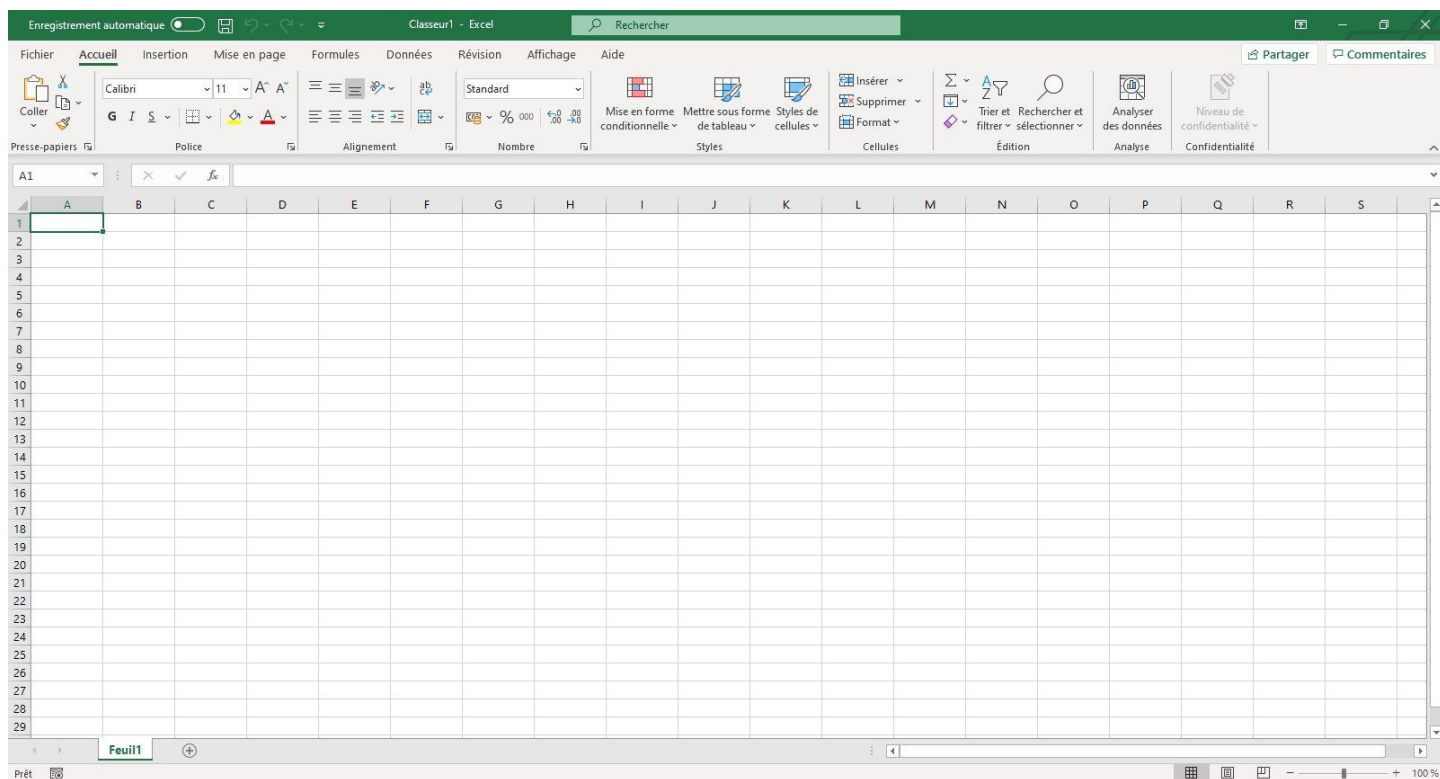 Enregistrement automatique Classeur1 - Excel Rechercher
Fichier Accueil Insertion Mise en page Formules Données Révision Affichage Aide Partager Commentaires
Coller
Calibri 11
G I S
ab
Standard
% 000
Mise en forme conditionnelle
Mettre sous forme de tableau
Styles de cellules
Insérer
Supprimer
Format
Trier et filtrer
Rechercher et sélectionner
Analyser des données
Niveau de confidentialité
Presse-papiers Police Alignement Nombre Styles Cellules Édition Analyse Confidentialité
A1 fx
A B C D E F G H I J K L M N O P Q R S
1
2
3
4
5
6
7
8
9
10
11
12
13
14
15
16
17
18
19
20
21
22
23
24
25
26
27
28
29
Feuil1
Prêt 100 %